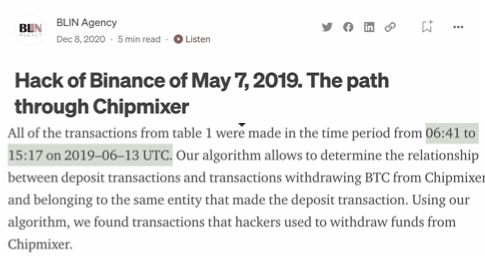 BLIN
BLIN Agency
Dec 8, 2020 · 5 min read · Listen
Hack of Binance of May 7, 2019. The path
through Chipmixer
All of the transactions from table 1 were made in the time period from 06:41 to
15:17 on 2019–06–13 UTC. Our algorithm allows to determine the relationship
between deposit transactions and transactions withdrawing BTC from Chipmixer
and belonging to the same entity that made the deposit transaction. Using our
algorithm, we found transactions that hackers used to withdraw funds from
Chipmixer.